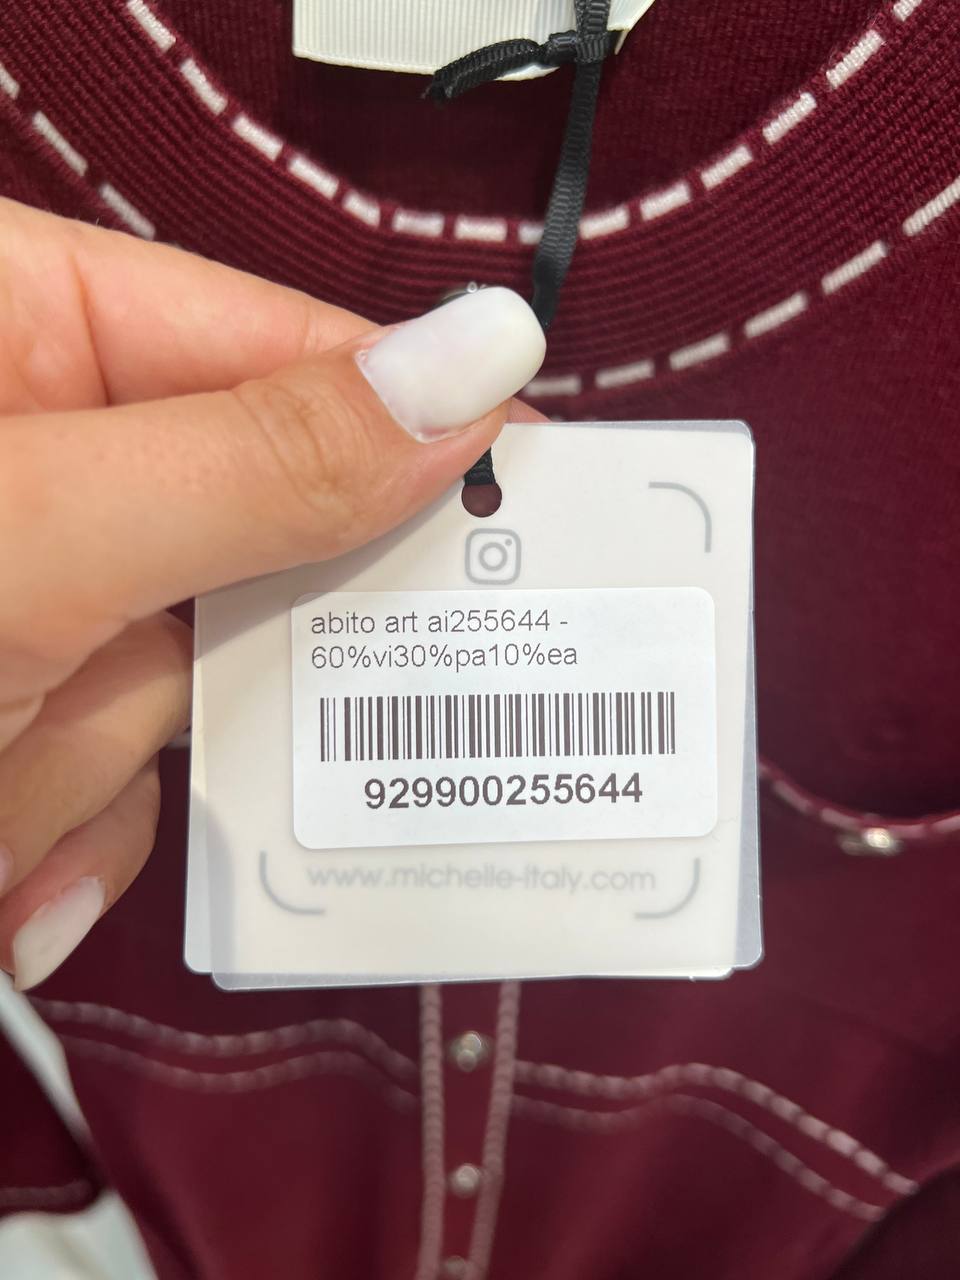 abito art ai255644 -
60%vi30%pa10%ea
929900255644
www.michelle-italy.com